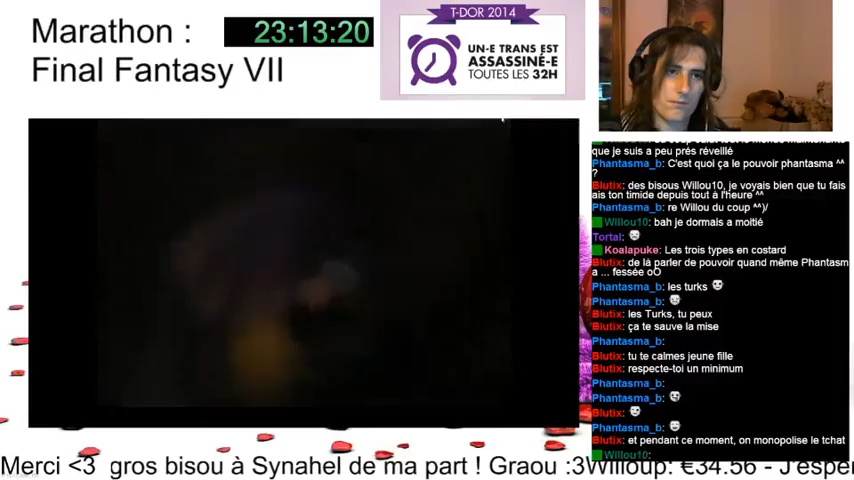 Marathon :
Final Fantasy VII
23:13:20
T-DOR 2014
UN·E TRANS EST
ASSASSINÉ·E
TOUTES LES 32H
que je suis a peu prés réveillé
Phantasma_b: C'est quoi ça le pouvoir phantasma ^^
?
Blutix: des bisous Willou10, je voyais bien que tu fais
ais ton timide depuis tout à l'heure ^^
Phantasma_b: re Willou du coup ^^)/
Willou10: bah je dormais a moitié
Tortal:
Koalapuke: Les trois types en costard
Blutix: de là parler de pouvoir quand même Phantasm
a ... fessée oO
Phantasma_b: les turks
Phantasma_b:
Blutix: les Turks, tu peux
Blutix: ça te sauve la mise
Phantasma_b:
Blutix: tu te calmes jeune fille
Blutix: respecte-toi un minimum
Phantasma_b:
Phantasma_b:
Blutix:
Phantasma_b:
Blutix: et pendant ce moment, on monopolise le tchat
Willou10:
Merci <3 gros bisou à Synahel de ma part ! Graou :3Willoup: €34.56 - J'espe